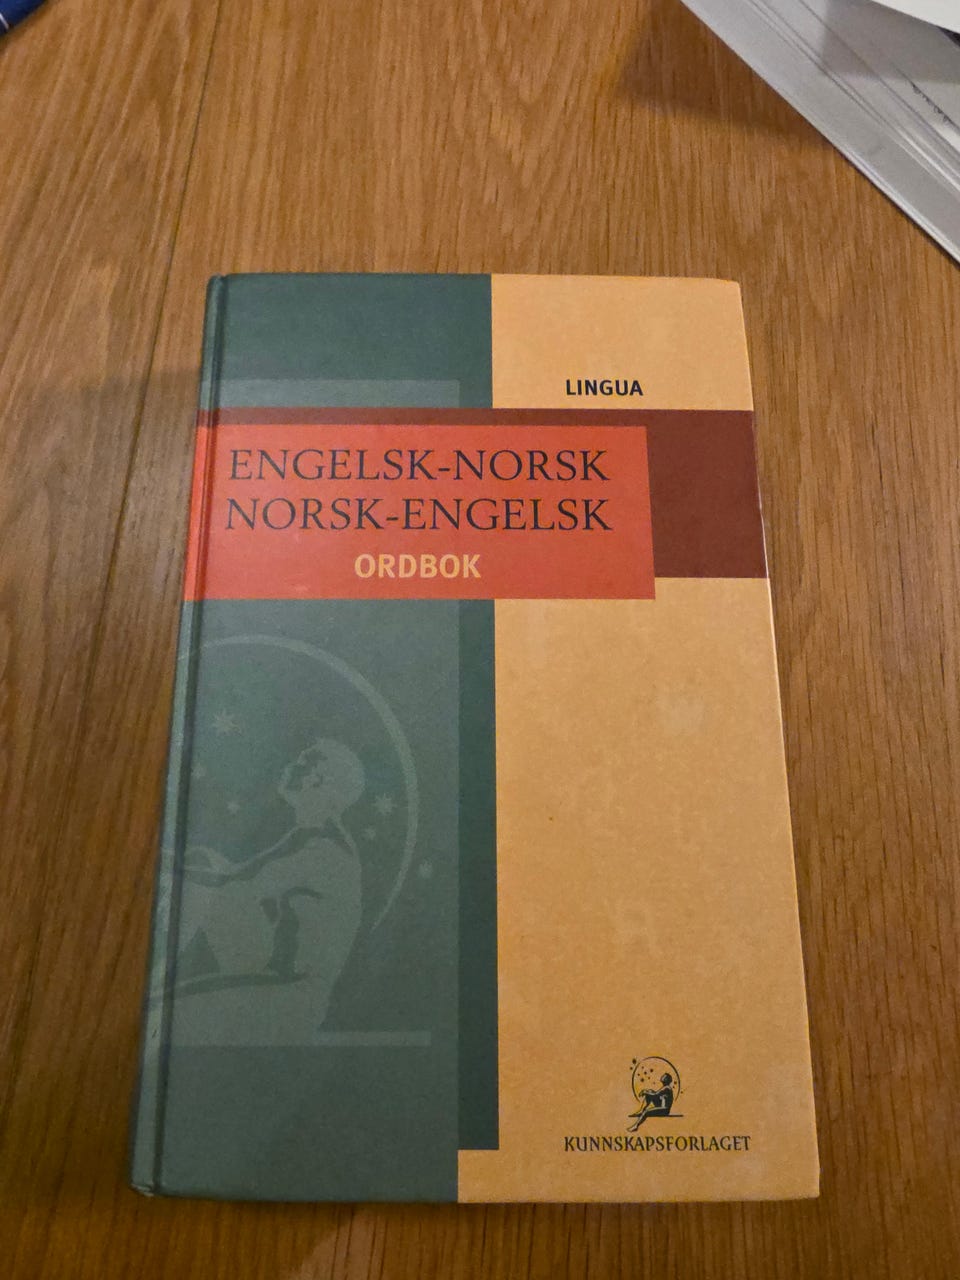 LINGUA
ENGELSK-NORSK
NORSK-ENGELSK
ORDBOK
KUNNSKAPSFORLAGET